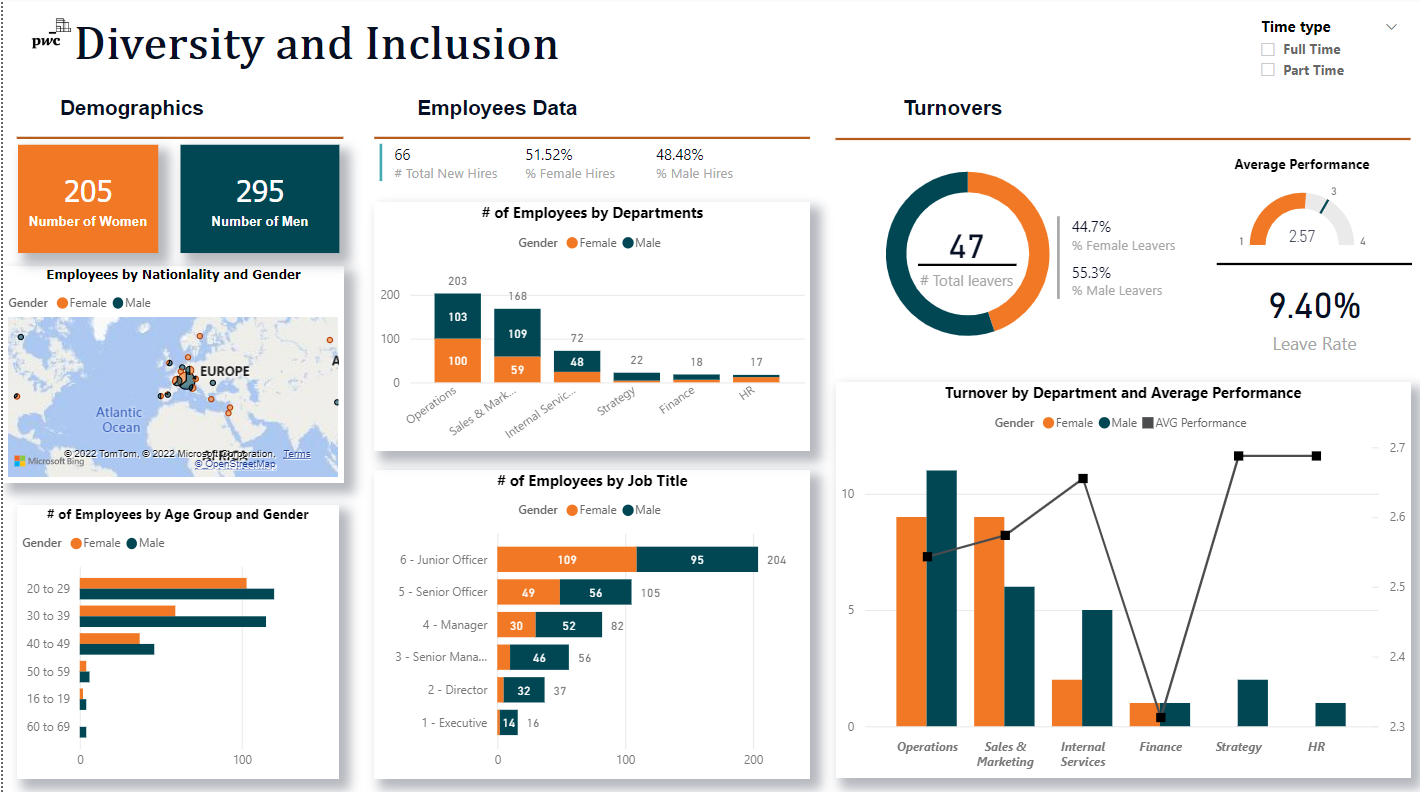 pwc
Diversity and Inclusion
Time type
Full Time
Part Time
Demographics
205
Number of Women
295
Number of Men
Employees by Nationlality and Gender
Gender Female Male
EUROPE
Atlantic
Ocean
Microsoft Bing
© 2022 TomTom, © 2022 Microsoft Corporation, Terms
© OpenStreetMap
# of Employees by Age Group and Gender
Gender Female Male
20 to 29
30 to 39
40 to 49
50 to 59
16 to 19
60 to 69
0 100
Employees Data
66 51.52% 48.48%
# Total New Hires % Female Hires % Male Hires
# of Employees by Departments
Gender Female Male
200
100
0
203 168 72 22 18 17
103 109 48
100 59
Operations Sales & Mark... Internal Servic... Strategy Finance HR
# of Employees by Job Title
Gender Female Male
6 - Junior Officer 109 95 204
5 - Senior Officer 49 56 105
4 - Manager 30 52 82
3 - Senior Mana... 46 56
2 - Director 32 37
1 - Executive 14 16
0 100 200
Turnovers
47
# Total leavers
44.7%
% Female Leavers
55.3%
% Male Leavers
Average Performance
1 2.57 3 4
9.40%
Leave Rate
Turnover by Department and Average Performance
Gender Female Male AVG Performance
10
5
0
2.7
2.6
2.5
2.4
2.3
Operations Sales & Marketing Internal Services Finance Strategy HR